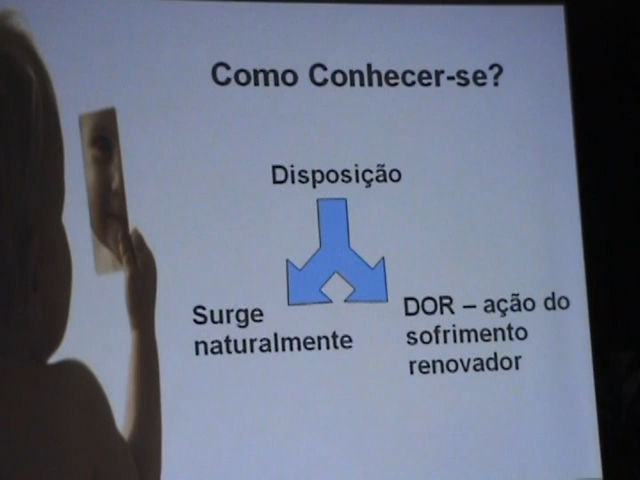 Como Conhecer-se?
Disposição
Surge
naturalmente
DOR – ação do
sofrimento
renovador